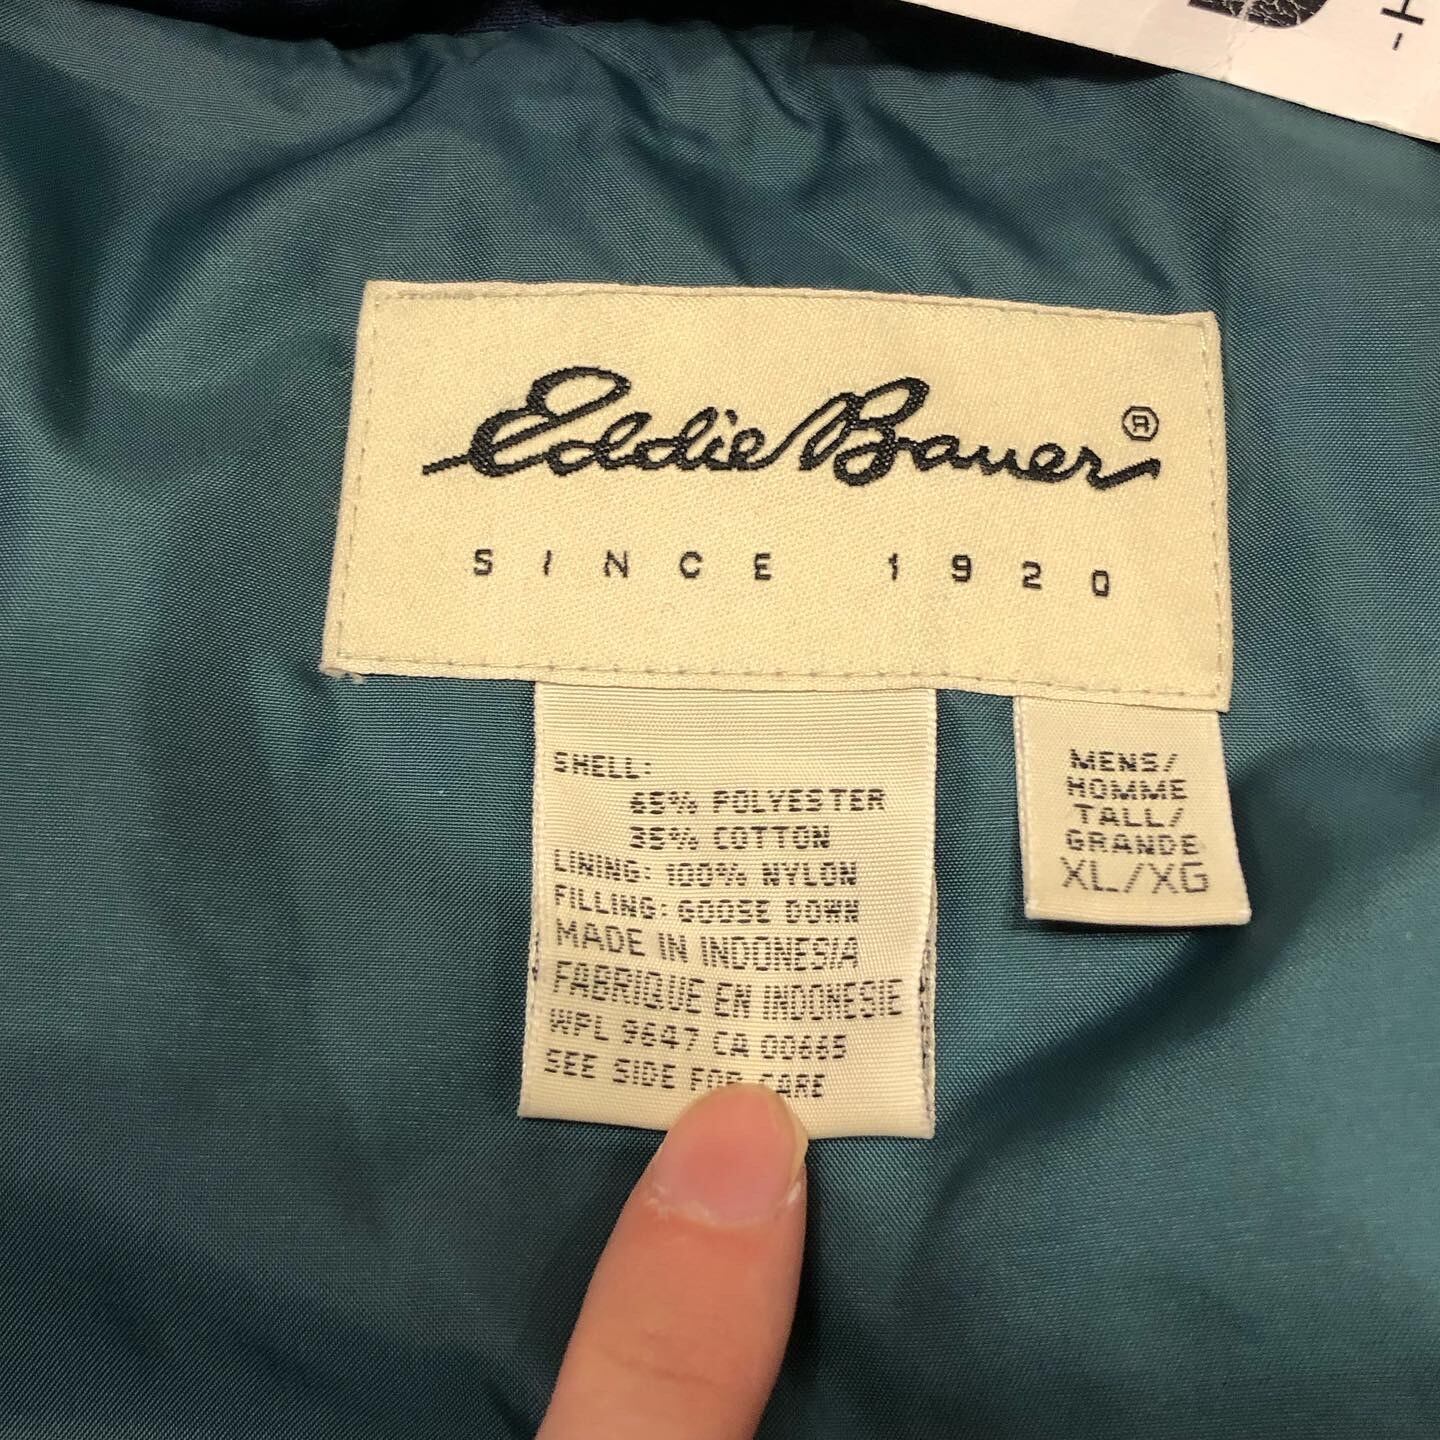 Eddie Bauer ®
SINCE 1920
SHELL:
65% POLYESTER
35% COTTON
LINING: 100% NYLON
FILLING: GOOSE DOWN
MADE IN INDONESIA
FABRIQUE EN INDONESIE
WPL 9647 CA 00665
SEE SIDE FOR CARE
MENS/
HOMME
TALL/
GRANDE
XL/XG